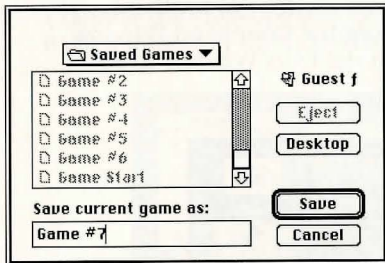 Saved Games ▼
Game #2
Game #3
Game #4
Game #5
Game #6
Game Start
Guest ƒ
Eject
Desktop
Save current game as:
Game #7
Save
Cancel